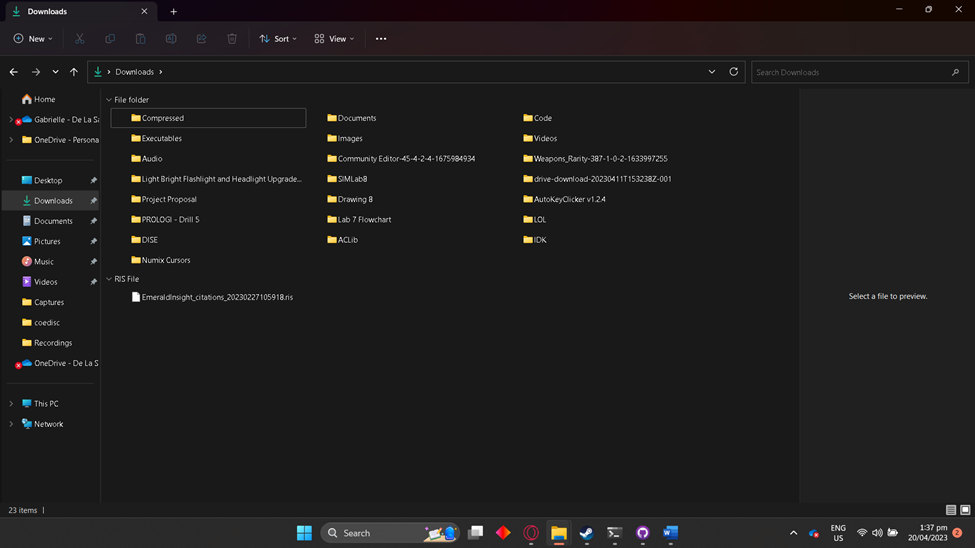 Downloads
New
Sort
View
Downloads
Search Downloads
Home
Gabrielle - De La Sa
OneDrive - Persona
Desktop
Downloads
Documents
Pictures
Music
Videos
Captures
coedisc
Recordings
OneDrive - De La S
This PC
Network
File folder
Compressed Documents Code
Executables Images Videos
Audio Community Editor-45-4-2-4-1675984934 Weapons_Rarity-387-1-0-2-1633997255
Light Bright Flashlight and Headlight Upgrade... SIMLab8 drive-download-20230411T153238Z-001
Project Proposal Drawing 8 AutoKeyClicker v1.2.4
PROLOGI - Drill 5 Lab 7 Flowchart LOL
DISE ACLib IDK
Numix Cursors
RIS File
EmeraldInsight_citations_20230227105918.ris
Select a file to preview.
23 items
Search
ENG
US
1:37 pm
20/04/2023
2